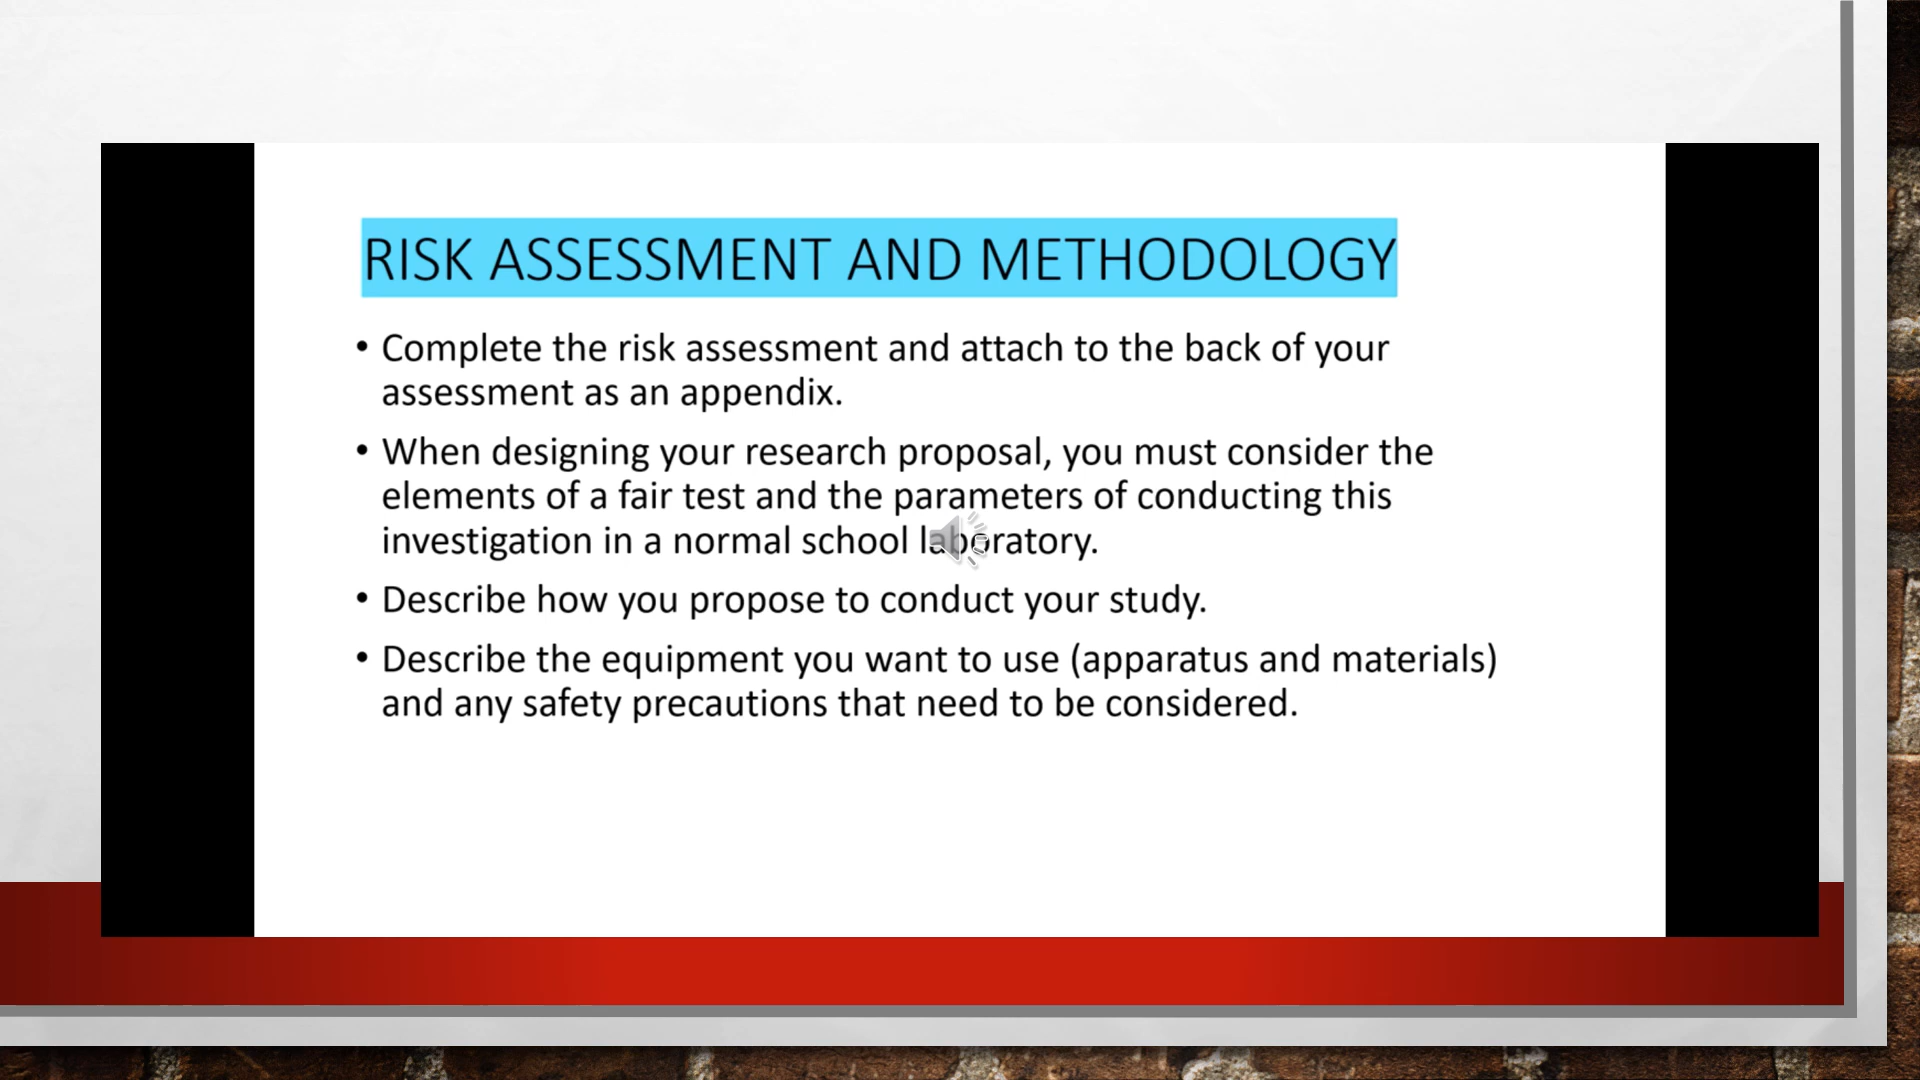 RISK ASSESSMENT AND METHODOLOGY
• Complete the risk assessment and attach to the back of your
assessment as an appendix.
• When designing your research proposal, you must consider the
elements of a fair test and the parameters of conducting this
investigation in a normal school laboratory.
• Describe how you propose to conduct your study.
• Describe the equipment you want to use (apparatus and materials)
and any safety precautions that need to be considered.